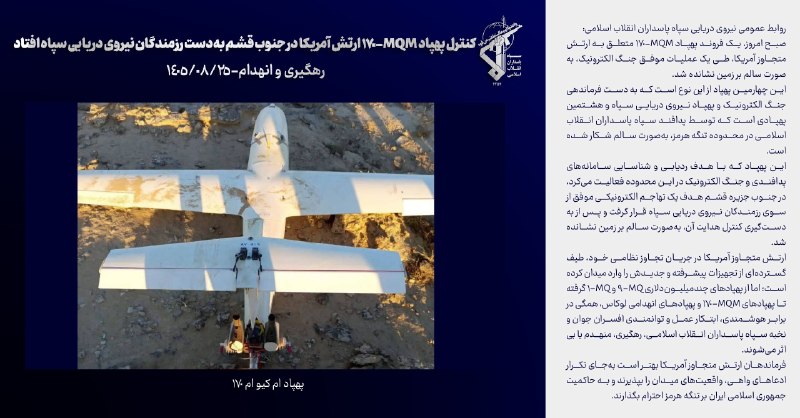 کنترل پهپاد MQM-۱۷۰ ارتش آمریکا در جنوب قشم به دست رزمندگان نیروی دریایی سپاه افتاد
رهگیری و انهدام-۱۴۰۵/۰۸/۲۵
سپاه
پاسداران
انقلاب
اسلامی
پهپاد ام کیو ام ۱۷۰
روابط عمومی نیروی دریایی سپاه پاسداران انقلاب اسلامی:
صبح امروز، یک فروند پهپاد MQM-۱۷۰ متعلق به ارتش
متجاوز آمریکا، طی یک عملیات موفق جنگ الکترونیک، به
صورت سالم بر زمین نشانده شد.
این چهارمین پهپاد از این نوع است که به دست فرماندهی
جنگ الکترونیک و پهپاد نیروی دریایی سپاه و هشتمین
پهپادی است که توسط پدافند سپاه پاسداران انقلاب
اسلامی در محدوده تنگه هرمز، به‌صورت سالم شکار شده
است.
این پهپاد که با هدف ردیابی و شناسایی سامانه‌های
پدافندی و جنگ الکترونیک در این محدوده فعالیت می‌کرد،
در جنوب جزیره قشم هدف یک تهاجم الکترونیکی موفق از
سوی رزمندگان نیروی دریایی سپاه قرار گرفت و پس از به
دست‌گیری کنترل هدایت آن، به‌صورت سالم بر زمین نشانده
شد.
ارتش متجاوز آمریکا در جریان تجاوز نظامی خود، طیف
گسترده‌ای از تجهیزات پیشرفته و جدیدش را وارد میدان کرده
است؛ اما از پهپادهای چندمیلیون‌دلاری MQ-۹ و MQ-۱ گرفته
تا پهپادهای MQM-۱۷۰ و پهپادهای انهدامی لوکاس، همگی در
برابر هوشمندی، ابتکار عمل و توانمندی افسران جوان و
نخبه سپاه پاسداران انقلاب اسلامی، رهگیری، منهدم یا بی
اثر می‌شوند.
فرماندهان ارتش متجاوز آمریکا بهتر است به‌جای تکرار
ادعاهای واهی، واقعیت‌های میدان را بپذیرند و به حاکمیت
جمهوری اسلامی ایران بر تنگه هرمز احترام بگذارند.